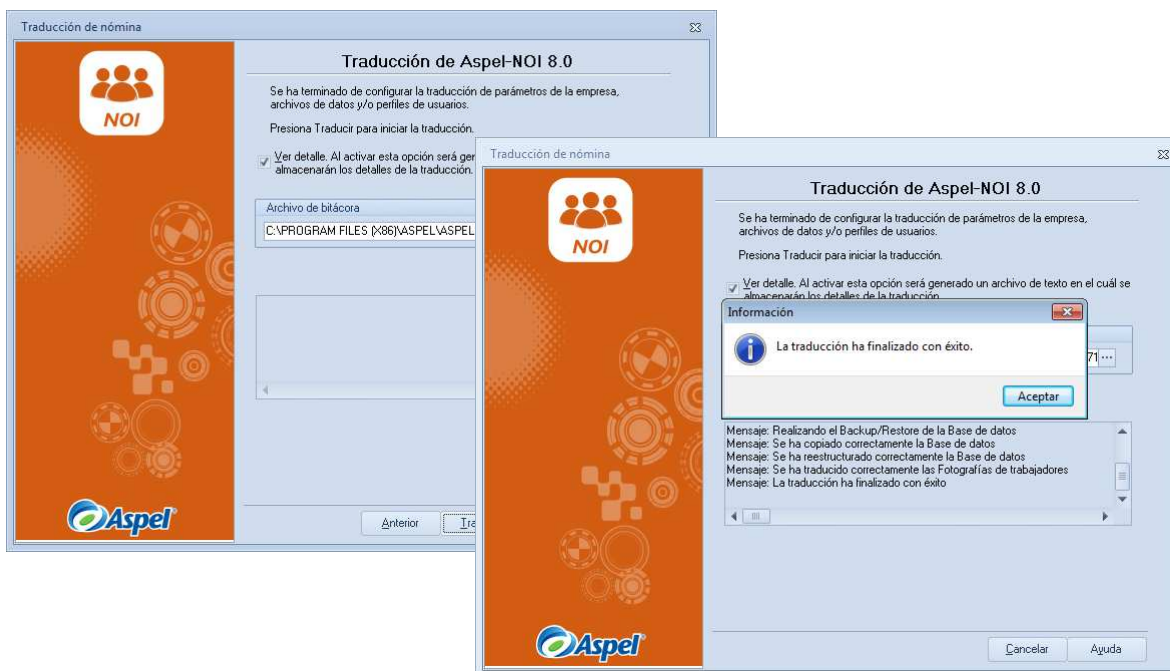 Traducción de nómina
NOI
Traducción de Aspel-NOI 8.0
Se ha terminado de configurar la traducción de parámetros de la empresa,
archivos de datos y/o perfiles de usuarios.
Presiona Traducir para iniciar la traducción.
Ver detalle. Al activar esta opción será
almacenarán los detalles de la traducción.
Archivo de bitácora
C:\PROGRAM FILES (X86)\ASPEL\ASPEL
Aspel
Anterior
Traducción de nómina
NOI
Traducción de Aspel-NOI 8.0
Se ha terminado de configurar la traducción de parámetros de la empresa,
archivos de datos y/o perfiles de usuarios.
Presiona Traducir para iniciar la traducción.
Ver detalle. Al activar esta opción será generado un archivo de texto en el cuál se
almacenarán los detalles de la traducción
Información
La traducción ha finalizado con éxito.
71 ...
Aceptar
Mensaje: Realizando el Backup/Restore de la Base de datos
Mensaje: Se ha copiado correctamente la Base de datos
Mensaje: Se ha reestructurado correctamente la Base de datos
Mensaje: Se ha traducido correctamente las Fotografías de trabajadores
Mensaje: La traducción ha finalizado con éxito
Aspel
Cancelar
Ayuda